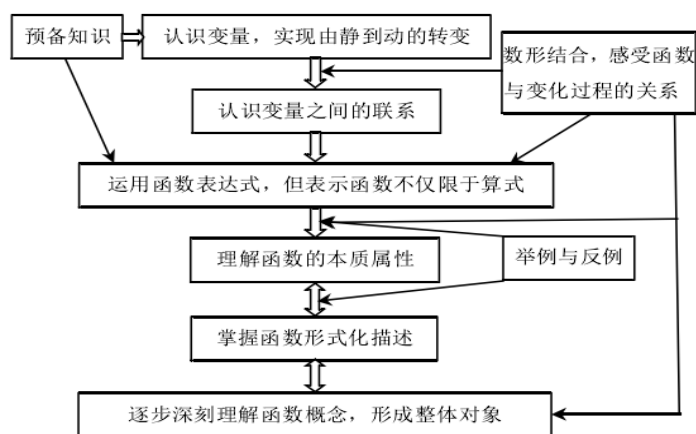 预备知识
认识变量，实现由静到动的转变
数形结合，感受函数
与变化过程的关系
认识变量之间的联系
运用函数表达式，但表示函数不仅限于算式
理解函数的本质属性
举例与反例
掌握函数形式化描述
逐步深刻理解函数概念，形成整体对象